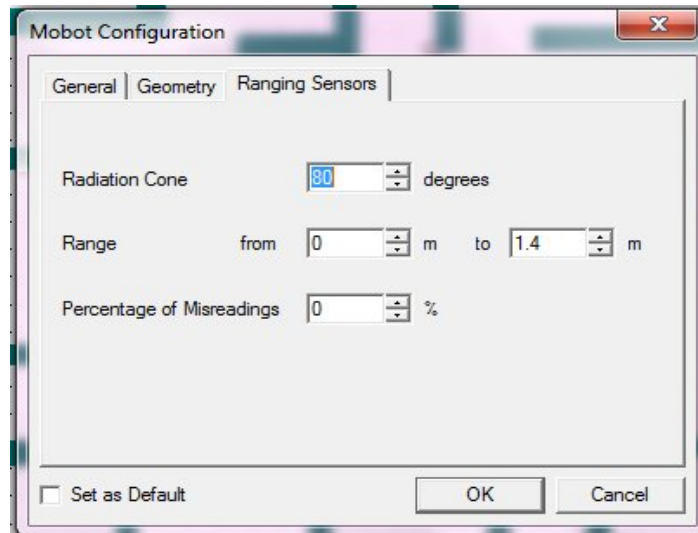 Mobot Configuration
General Geometry Ranging Sensors
Radiation Cone 80 degrees
Range from 0 m to 1.4 m
Percentage of Misreadings 0 %
Set as Default OK Cancel